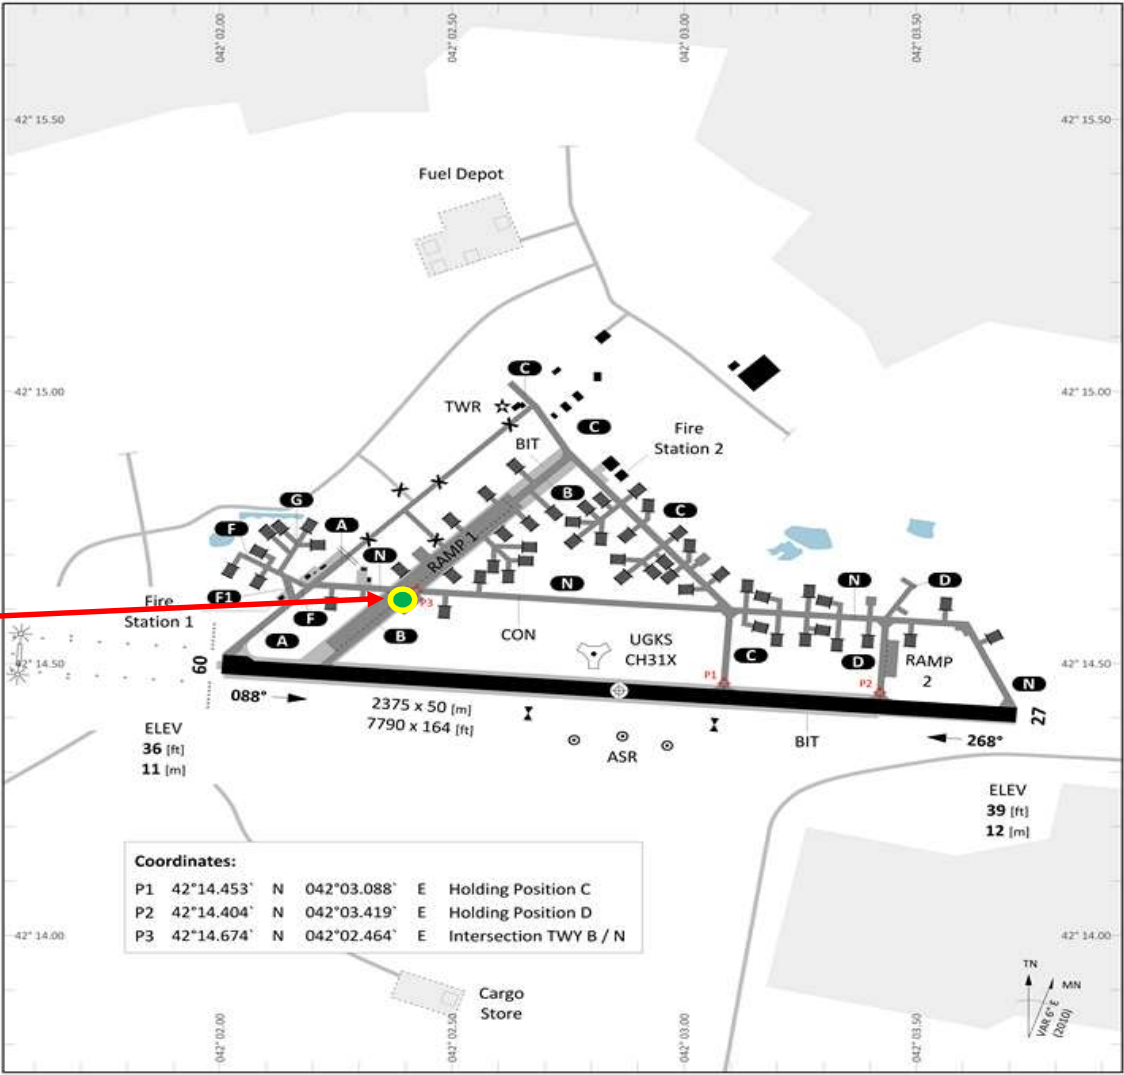 042° 02.00
042° 02.50
042° 03.00
042° 03.50
42° 15.50
42° 15.50
Fuel Depot
42° 15.00
42° 15.00
C
TWR
C
BIT
Fire
Station 2
B
G
C
A
F
N
RAMP 1
N
N
D
F1
P3
Fire
Station 1
F
B
CON
A
UGKS
CH31X
C
D
RAMP
2
42° 14.50
42° 14.50
09
P1
P2
N
088°
2375 x 50 [m]
7790 x 164 [ft]
27
268°
BIT
ASR
ELEV
36 [ft]
11 [m]
ELEV
39 [ft]
12 [m]
Coordinates:
P1 42°14.453` N 042°03.088` E Holding Position C
P2 42°14.404` N 042°03.419` E Holding Position D
P3 42°14.674` N 042°02.464` E Intersection TWY B / N
42° 14.00
42° 14.00
Cargo
Store
TN
MN
VAR 6° E
(2010)
042° 02.00
042° 02.50
042° 03.00
042° 03.50